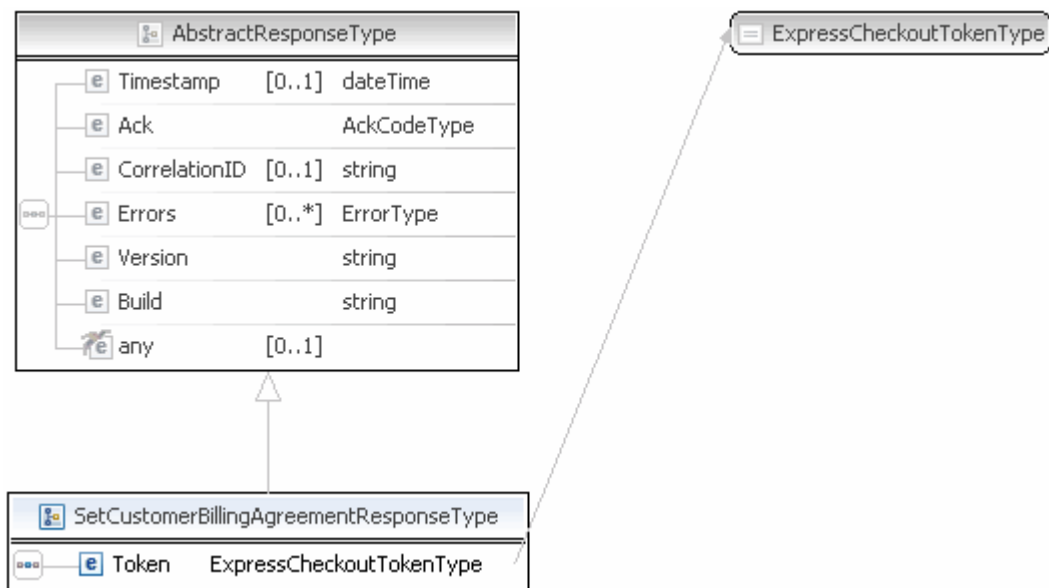 AbstractResponseType
ExpressCheckoutTokenType
e Timestamp [0..1] dateTime
e Ack AckCodeType
e CorrelationID [0..1] string
e Errors [0..*] ErrorType
e Version string
e Build string
e any [0..1]
SetCustomerBillingAgreementResponseType
e Token ExpressCheckoutTokenType